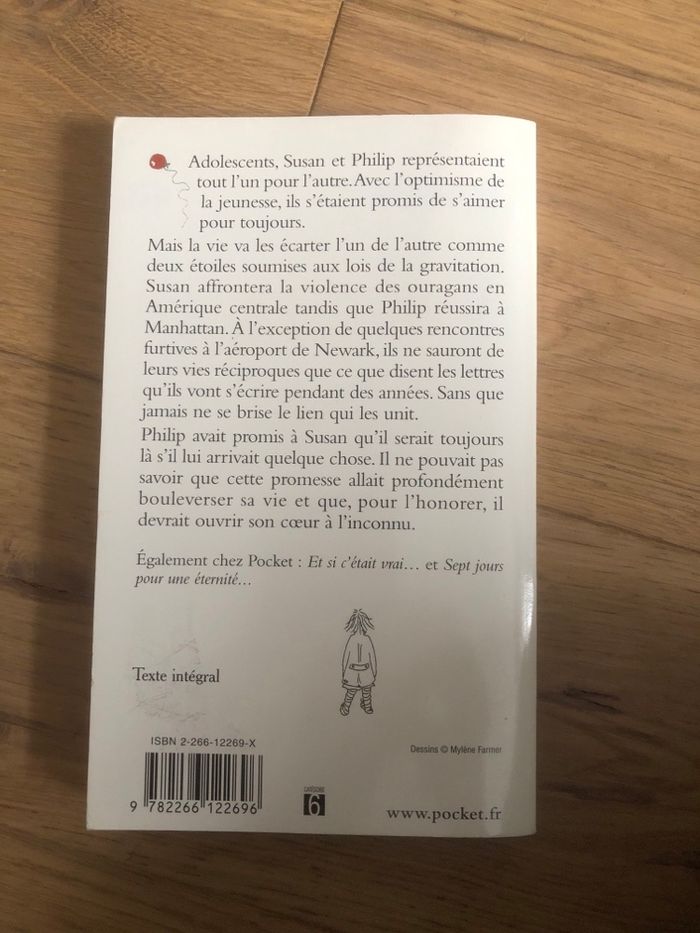 Adolescents, Susan et Philip représentaient
tout l'un pour l'autre. Avec l'optimisme de
la jeunesse, ils s'étaient promis de s'aimer
pour toujours.
Mais la vie va les écarter l'un de l'autre comme
deux étoiles soumises aux lois de la gravitation.
Susan affrontera la violence des ouragans en
Amérique centrale tandis que Philip réussira à
Manhattan. À l'exception de quelques rencontres
furtives à l'aéroport de Newark, ils ne sauront de
leurs vies réciproques que ce que disent les lettres
qu'ils vont s'écrire pendant des années. Sans que
jamais ne se brise le lien qui les unit.
Philip avait promis à Susan qu'il serait toujours
là s'il lui arrivait quelque chose. Il ne pouvait pas
savoir que cette promesse allait profondément
bouleverser sa vie et que, pour l'honorer, il
devrait ouvrir son cœur à l'inconnu.
Également chez Pocket : Et si c'était vrai… et Sept jours
pour une éternité…
Texte intégral
ISBN 2-266-12269-X
Dessins © Mylène Farmer
9 782266 122696
CATÉGORIE
6
www.pocket.fr